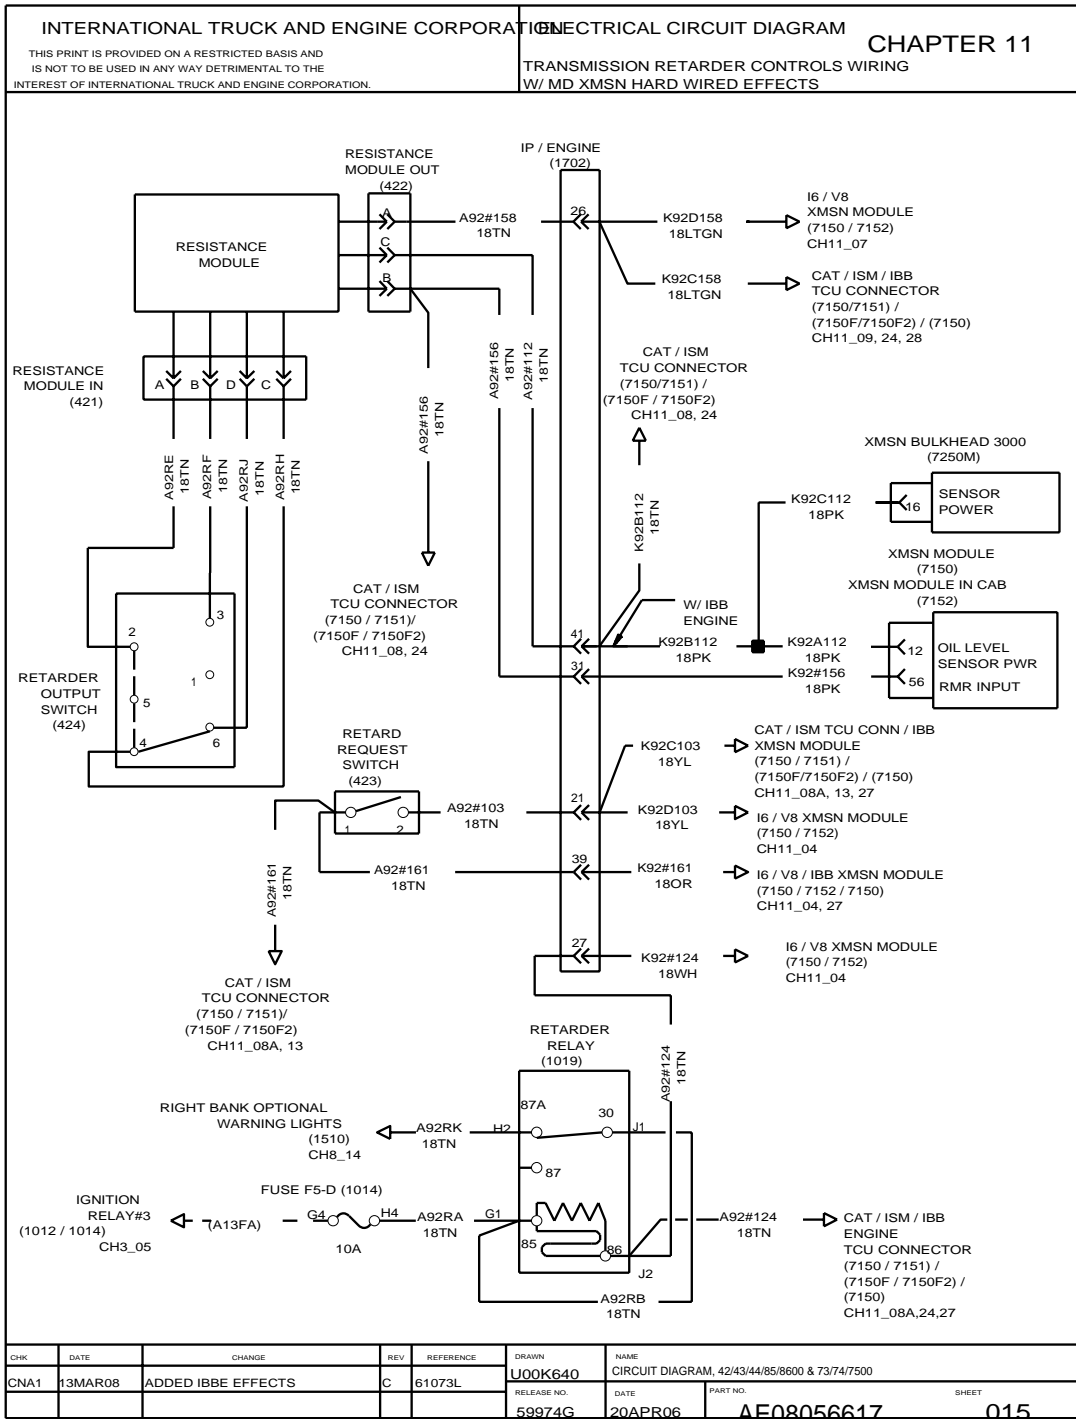 INTERNATIONAL TRUCK AND ENGINE CORPORATION
THIS PRINT IS PROVIDED ON A RESTRICTED BASIS AND
IS NOT TO BE USED IN ANY WAY DETRIMENTAL TO THE
INTEREST OF INTERNATIONAL TRUCK AND ENGINE CORPORATION.
ELECTRICAL CIRCUIT DIAGRAM
CHAPTER 11
TRANSMISSION RETARDER CONTROLS WIRING
W/ MD XMSN HARD WIRED EFFECTS
RESISTANCE
MODULE OUT
(422)
IP / ENGINE
(1702)
RESISTANCE
MODULE
A
C
B
A92#158
18TN
26
K92D158
18LTGN
I6 / V8
XMSN MODULE
(7150 / 7152)
CH11_07
K92C158
18LTGN
CAT / ISM / IBB
TCU CONNECTOR
(7150/7151) /
(7150F/7150F2) / (7150)
CH11_09, 24, 28
RESISTANCE
MODULE IN
(421)
A
B
D
C
A92#156
18TN
A92#156
18TN
A92#112
18TN
CAT / ISM
TCU CONNECTOR
(7150/7151) /
(7150F / 7150F2)
CH11_08, 24
A92RE
18TN
A92RF
18TN
A92RJ
18TN
A92RH
18TN
K92B112
18TN
XMSN BULKHEAD 3000
(7250M)
K92C112
18PK
16
SENSOR
POWER
XMSN MODULE
(7150)
XMSN MODULE IN CAB
(7152)
CAT / ISM
TCU CONNECTOR
(7150 / 7151)/
(7150F / 7150F2)
CH11_08, 24
W/ IBB
ENGINE
41
K92B112
18PK
K92A112
18PK
12
OIL LEVEL
SENSOR PWR
31
K92#156
18PK
56
RMR INPUT
RETARDER
OUTPUT
SWITCH
(424)
2
3
1
5
4
6
RETARD
REQUEST
SWITCH
(423)
1
2
A92#103
18TN
21
K92C103
18YL
CAT / ISM TCU CONN / IBB
XMSN MODULE
(7150 / 7151) /
(7150F/7150F2) / (7150)
CH11_08A, 13, 27
K92D103
18YL
I6 / V8 XMSN MODULE
(7150 / 7152)
CH11_04
A92#161
18TN
A92#161
18TN
39
K92#161
18OR
I6 / V8 / IBB XMSN MODULE
(7150 / 7152 / 7150)
CH11_04, 27
27
K92#124
18WH
I6 / V8 XMSN MODULE
(7150 / 7152)
CH11_04
CAT / ISM
TCU CONNECTOR
(7150 / 7151)/
(7150F / 7150F2)
CH11_08A, 13
RETARDER
RELAY
(1019)
A92#124
18TN
RIGHT BANK OPTIONAL
WARNING LIGHTS
(1510)
CH8_14
A92RK
18TN
H2
87A
30
J1
87
IGNITION
RELAY#3
(1012 / 1014)
CH3_05
(A13FA)
FUSE F5-D (1014)
G4
H4
10A
A92RA
18TN
G1
85
86
J2
A92RB
18TN
A92#124
18TN
CAT / ISM / IBB
ENGINE
TCU CONNECTOR
(7150 / 7151) /
(7150F / 7150F2) /
(7150)
CH11_08A,24,27
CHK
DATE
CHANGE
REV
REFERENCE
DRAWN
NAME
CNA1
13MAR08
ADDED IBBE EFFECTS
C
61073L
U00K640
CIRCUIT DIAGRAM, 42/43/44/85/8600 & 73/74/7500
RELEASE NO.
DATE
PART NO.
SHEET
59974G
20APR06
AE08056617
015